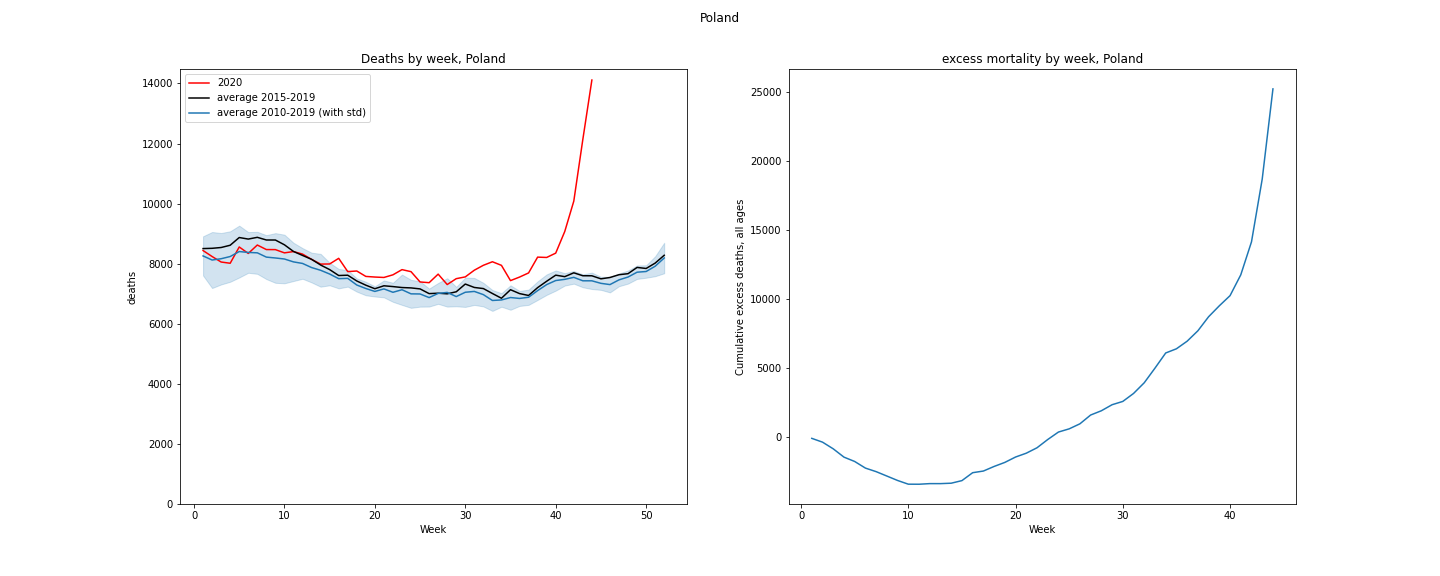 Poland
Deaths by week, Poland
2020
average 2015-2019
average 2010-2019 (with std)
14000
12000
10000
8000
6000
4000
2000
0
deaths
0 10 20 30 40 50
Week
excess mortality by week, Poland
25000
20000
15000
10000
5000
0
Cumulative excess deaths, all ages
0 10 20 30 40
Week